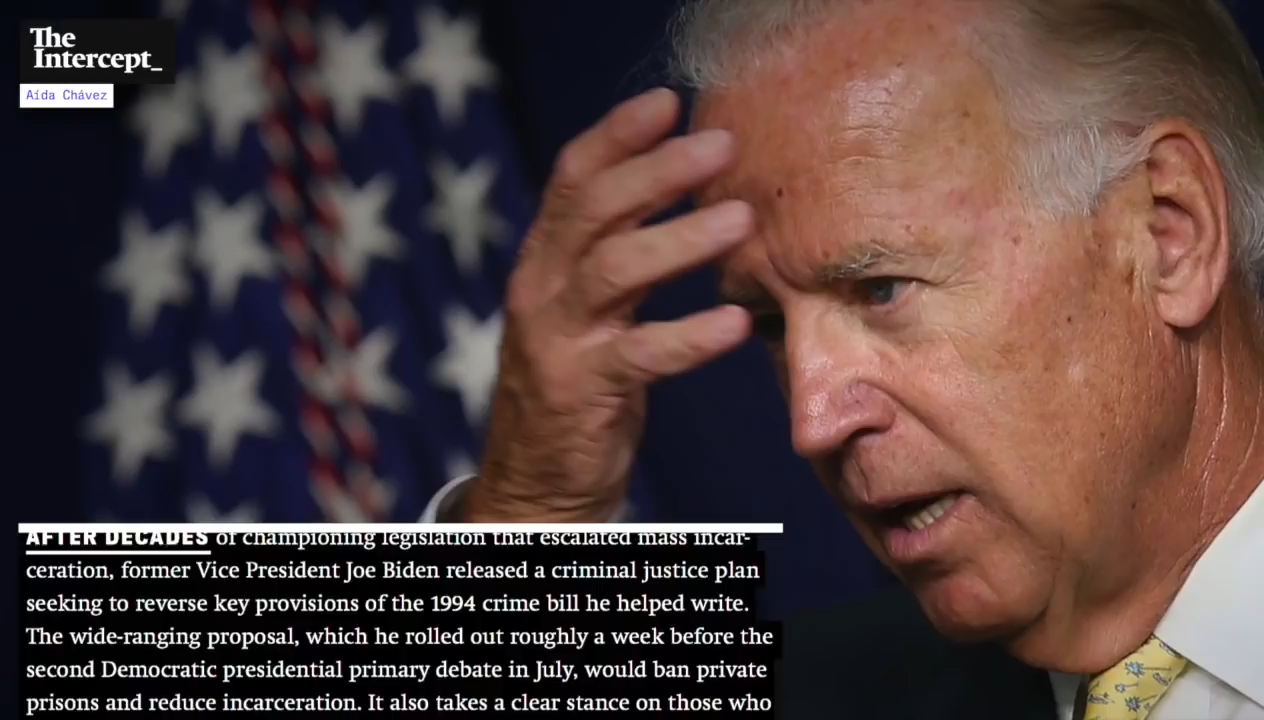 The
Intercept_
Aída Chávez
AFTER DECADES of championing legislation that escalated mass incar-
ceration, former Vice President Joe Biden released a criminal justice plan
seeking to reverse key provisions of the 1994 crime bill he helped write.
The wide-ranging proposal, which he rolled out roughly a week before the
second Democratic presidential primary debate in July, would ban private
prisons and reduce incarceration. It also takes a clear stance on those who